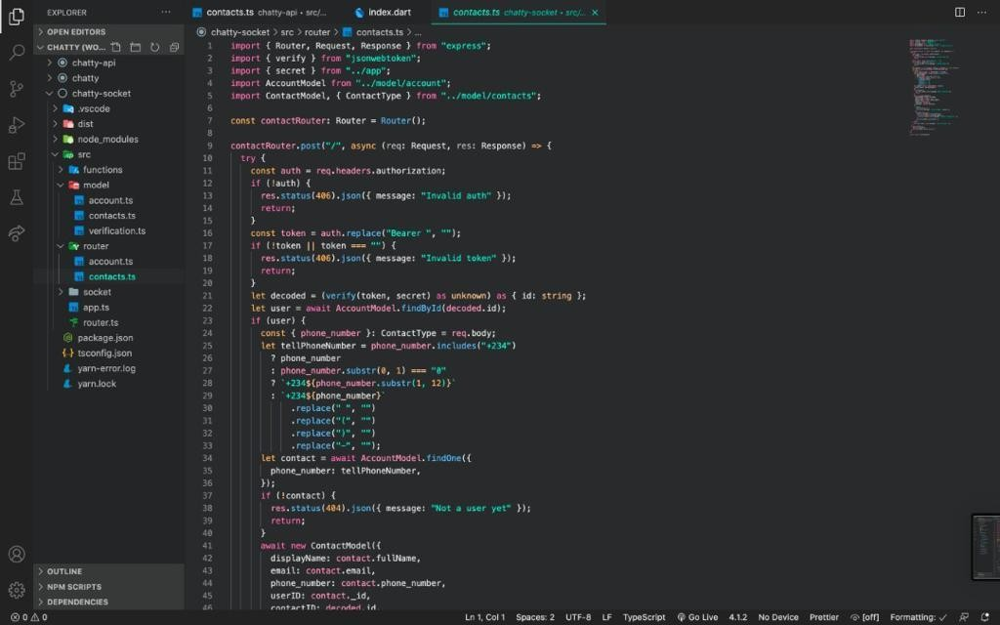 EXPLORER ···
OPEN EDITORS
CHATTY (WO...
chatty-api
chatty
chatty-socket
.vscode
dist
node_modules
src
functions
model
account.ts
contacts.ts
verification.ts
router
account.ts
contacts.ts
socket
app.ts
router.ts
package.json
tsconfig.json
yarn-error.log
yarn.lock
OUTLINE
NPM SCRIPTS
DEPENDENCIES
contacts.ts chatty-api • src/...
index.dart
contacts.ts chatty-socket • src/... ×
chatty-socket > src > router > contacts.ts > ...
1 import { Router, Request, Response } from "express";
2 import { verify } from "jsonwebtoken";
3 import { secret } from "../app";
4 import AccountModel from "../model/account";
5 import ContactModel, { ContactType } from "../model/contacts";
6
7 const contactRouter: Router = Router();
8
9 contactRouter.post("/", async (req: Request, res: Response) => {
10 try {
11 const auth = req.headers.authorization;
12 if (!auth) {
13 res.status(406).json({ message: "Invalid auth" });
14 return;
15 }
16 const token = auth.replace("Bearer ", "");
17 if (!token || token === "") {
18 res.status(406).json({ message: "Invalid token" });
19 return;
20 }
21 let decoded = (verify(token, secret) as unknown) as { id: string };
22 let user = await AccountModel.findById(decoded.id);
23 if (user) {
24 const { phone_number }: ContactType = req.body;
25 let tellPhoneNumber = phone_number.includes("+234")
26 ? phone_number
27 : phone_number.substr(0, 1) === "0"
28 ? `+234${phone_number.substr(1, 12)}`
29 : `+234${phone_number}`
30 .replace(" ", "")
31 .replace("(", "")
32 .replace(")", "")
33 .replace("-", "");
34 let contact = await AccountModel.findOne({
35 phone_number: tellPhoneNumber,
36 });
37 if (!contact) {
38 res.status(404).json({ message: "Not a user yet" });
39 return;
40 }
41 await new ContactModel({
42 displayName: contact.fullName,
43 email: contact.email,
44 phone_number: contact.phone_number,
45 userID: contact._id,
46 contactID: decoded.id,
0 0 Ln 1, Col 1 Spaces: 2 UTF-8 LF TypeScript Go Live 4.1.2 No Device Prettier [off] Formatting: ✓